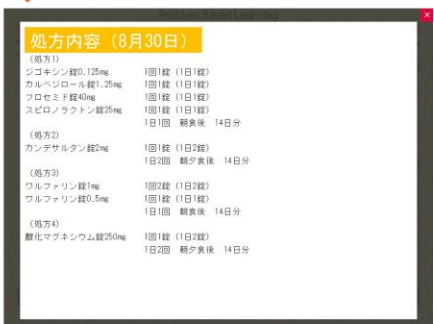 Problem Based Learning
処方内容（8月30日）
（処方1）
ジゴキシン錠0.125mg 1回1錠（1日1錠）
カルベジロール錠1.25mg 1回1錠（1日1錠）
フロセミド錠40mg 1回1錠（1日1錠）
スピロノラクトン錠25mg 1回1錠（1日1錠）
1日1回 朝食後 14日分
（処方2）
カンデサルタン錠2mg 1回1錠（1日2錠）
1日2回 朝夕食後 14日分
（処方3）
ワルファリン錠1mg 1回2錠（1日2錠）
ワルファリン錠0.5mg 1回1錠（1日1錠）
1日1回 朝食後 14日分
（処方4）
酸化マグネシウム錠250mg 1回1錠（1日2錠）
1日2回 朝夕食後 14日分